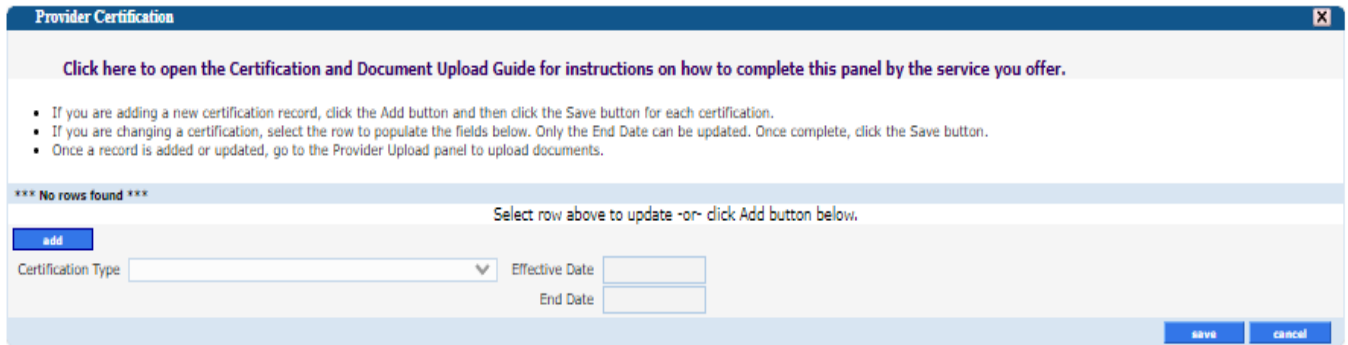 Provider Certification X
Click here to open the Certification and Document Upload Guide for instructions on how to complete this panel by the service you offer.
• If you are adding a new certification record, click the Add button and then click the Save button for each certification.
• If you are changing a certification, select the row to populate the fields below. Only the End Date can be updated. Once complete, click the Save button.
• Once a record is added or updated, go to the Provider Upload panel to upload documents.
*** No rows found ***
Select row above to update -or- click Add button below.
add
Certification Type Effective Date
End Date
save cancel